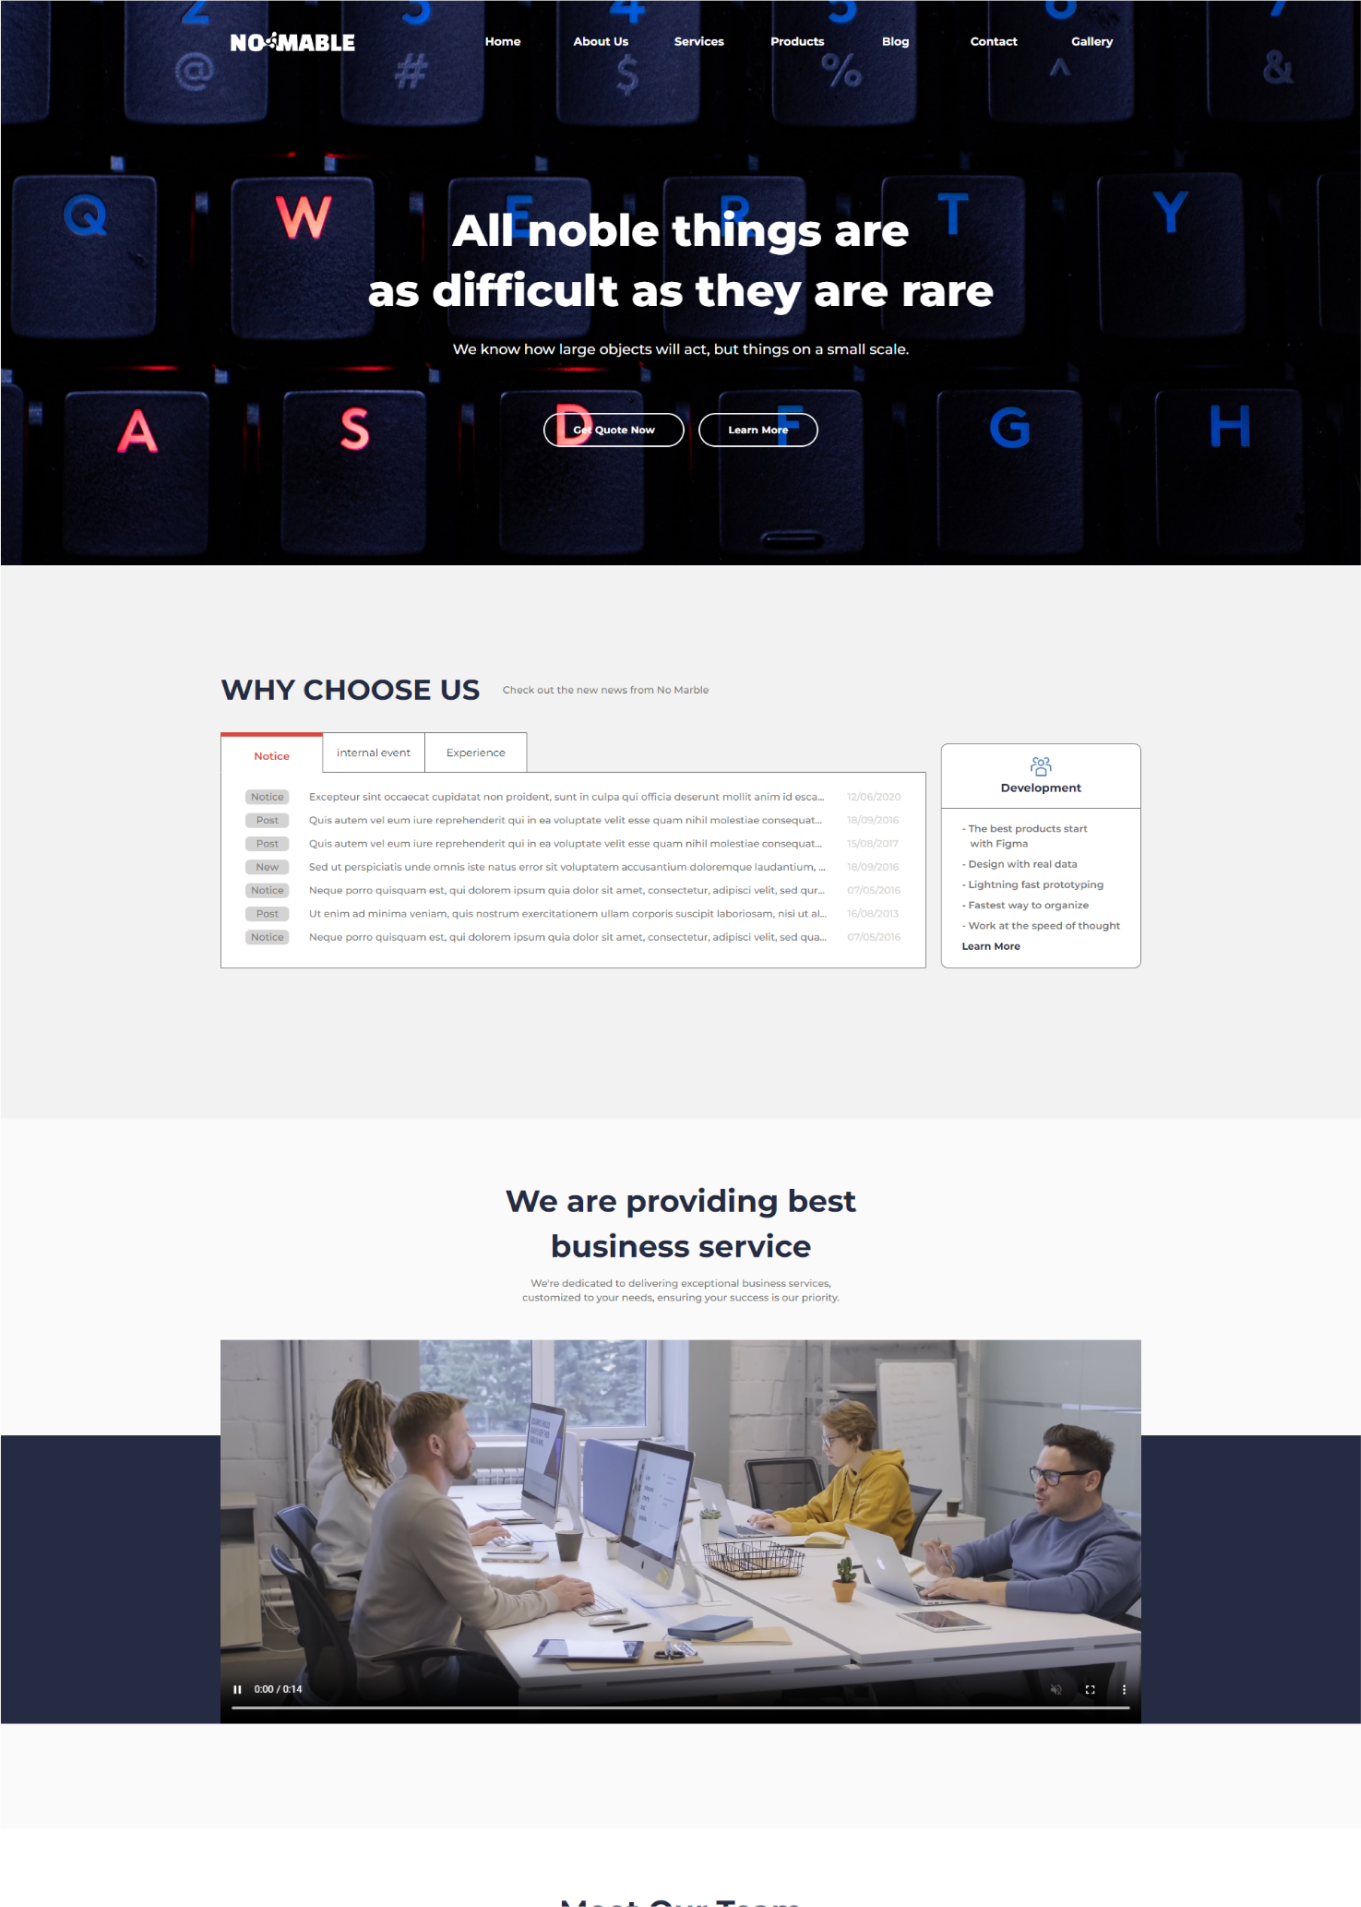 2 3 4 5 6 7
NO MABLE Home About Us Services Products Blog Contact Gallery
@ # $ % ^ &
Q W E R T Y
All noble things are
as difficult as they are rare
We know how large objects will act, but things on a small scale.
A S D F G H
Get Quote Now Learn More
WHY CHOOSE US Check out the new news from No Marble
Notice internal event Experience
Notice Excepteur sint occaecat cupidatat non proident, sunt in culpa qui officia deserunt mollit anim id esca... 12/06/2020
Post Quis autem vel eum iure reprehenderit qui in ea voluptate velit esse quam nihil molestiae consequat... 18/09/2016
Post Quis autem vel eum iure reprehenderit qui in ea voluptate velit esse quam nihil molestiae consequat... 15/08/2017
New Sed ut perspiciatis unde omnis iste natus error sit voluptatem accusantium doloremque laudantium, ... 18/09/2016
Notice Neque porro quisquam est, qui dolorem ipsum quia dolor sit amet, consectetur, adipisci velit, sed qur... 07/05/2016
Post Ut enim ad minima veniam, quis nostrum exercitationem ullam corporis suscipit laboriosam, nisi ut al... 16/08/2013
Notice Neque porro quisquam est, qui dolorem ipsum quia dolor sit amet, consectetur, adipisci velit, sed qua... 07/05/2016
Development
- The best products start
with Figma
- Design with real data
- Lightning fast prototyping
- Fastest way to organize
- Work at the speed of thought
Learn More
We are providing best
business service
We're dedicated to delivering exceptional business services,
customized to your needs, ensuring your success is our priority.
0:00 / 0:14
Meet Our Team